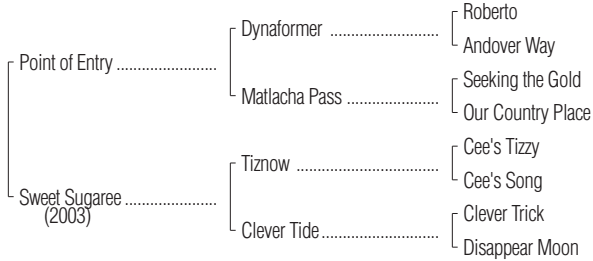 Roberto
Dynaformer ........................
Andover Way
Point of Entry ......................
Seeking the Gold
Matlacha Pass ....................
Our Country Place
Cee's Tizzy
Tiznow ...............................
Cee's Song
Sweet Sugaree ....................
(2003)
Clever Trick
Clever Tide ..........................
Disappear Moon